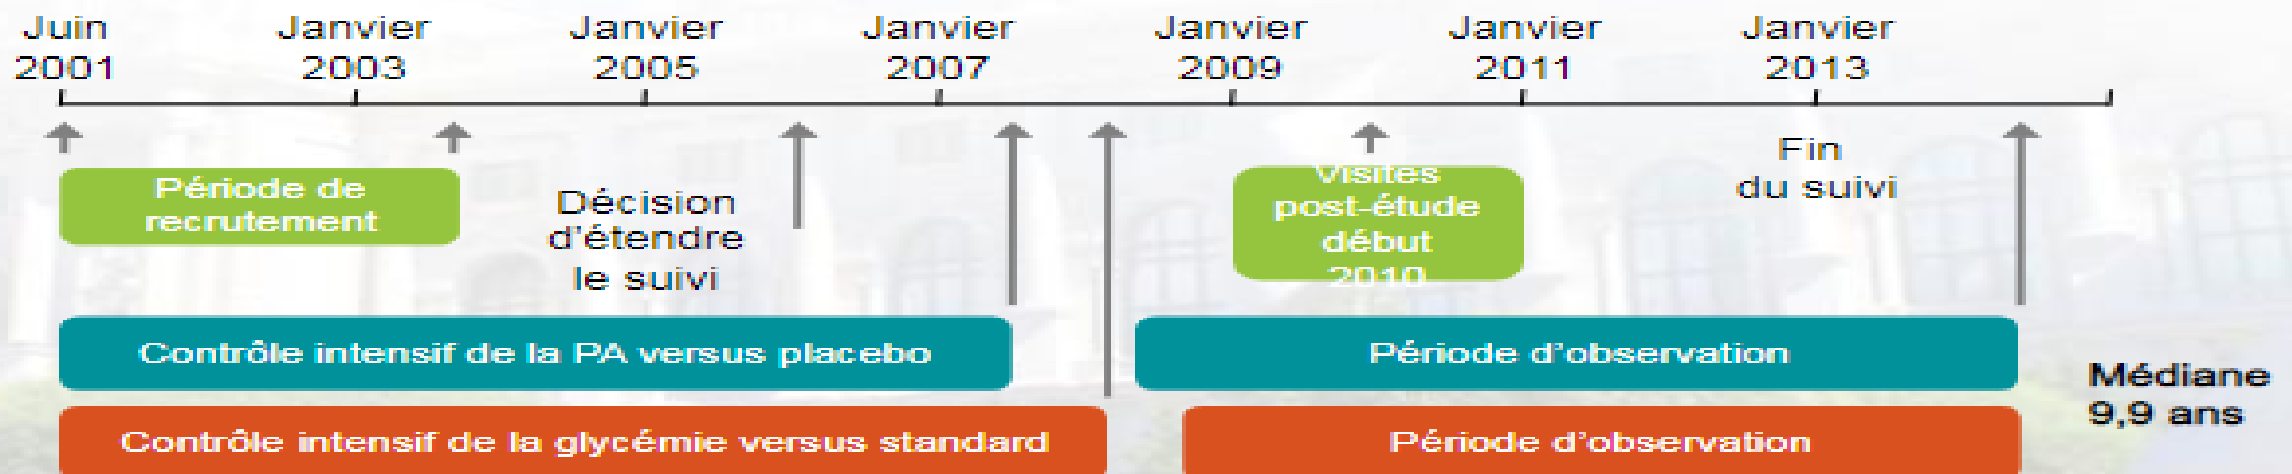 Juin
2001
Janvier
2003
Janvier
2005
Janvier
2007
Janvier
2009
Janvier
2011
Janvier
2013
Période de
recrutement
Décision
d'étendre
le suivi
Visites
post-étude
début
2010
Fin
du suivi
Contrôle intensif de la PA versus placebo
Période d'observation
Contrôle intensif de la glycémie versus standard
Période d'observation
Médiane
9,9 ans